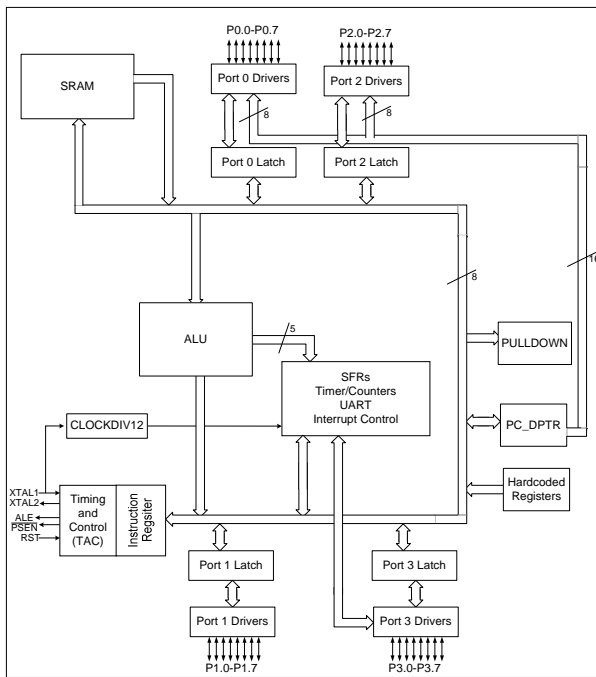 P0.0-P0.7
P2.0-P2.7
SRAM
Port 0 Drivers
Port 2 Drivers
8
8
Port 0 Latch
Port 2 Latch
16
8
ALU
5
PULLDOWN
SFRs
Timer/Counters
UART
Interrupt Control
CLOCKDIV12
PC_DPTR
XTAL1
XTAL2
ALE
PSEN
RST
Timing
and
Control
(TAC)
Instruction
Regsiter
Hardcoded
Registers
Port 1 Latch
Port 3 Latch
Port 1 Drivers
Port 3 Drivers
P1.0-P1.7
P3.0-P3.7